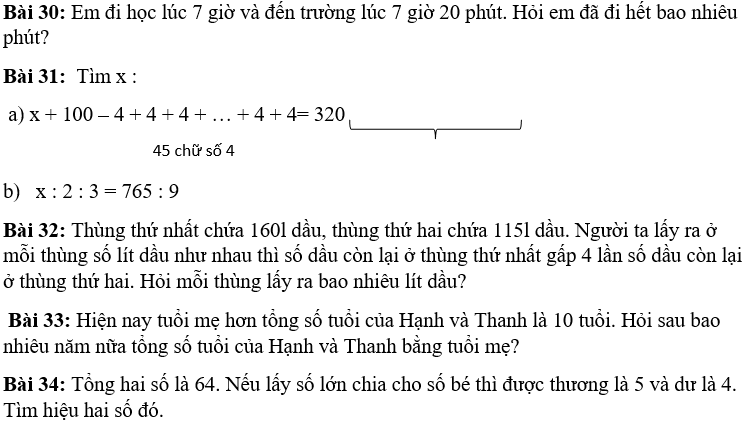 Bài 30: Em đi học lúc 7 giờ và đến trường lúc 7 giờ 20 phút. Hỏi em đã đi hết bao nhiêu
phút?
Bài 31: Tìm x :
a) x + 100 – 4 + 4 + 4 + … + 4 + 4= 320
45 chữ số 4
b) x : 2 : 3 = 765 : 9
Bài 32: Thùng thứ nhất chứa 160l dầu, thùng thứ hai chứa 115l dầu. Người ta lấy ra ở
mỗi thùng số lít dầu như nhau thì số dầu còn lại ở thùng thứ nhất gấp 4 lần số dầu còn lại
ở thùng thứ hai. Hỏi mỗi thùng lấy ra bao nhiêu lít dầu?
Bài 33: Hiện nay tuổi mẹ hơn tổng số tuổi của Hạnh và Thanh là 10 tuổi. Hỏi sau bao
nhiêu năm nữa tổng số tuổi của Hạnh và Thanh bằng tuổi mẹ?
Bài 34: Tổng hai số là 64. Nếu lấy số lớn chia cho số bé thì được thương là 5 và dư là 4.
Tìm hiệu hai số đó.